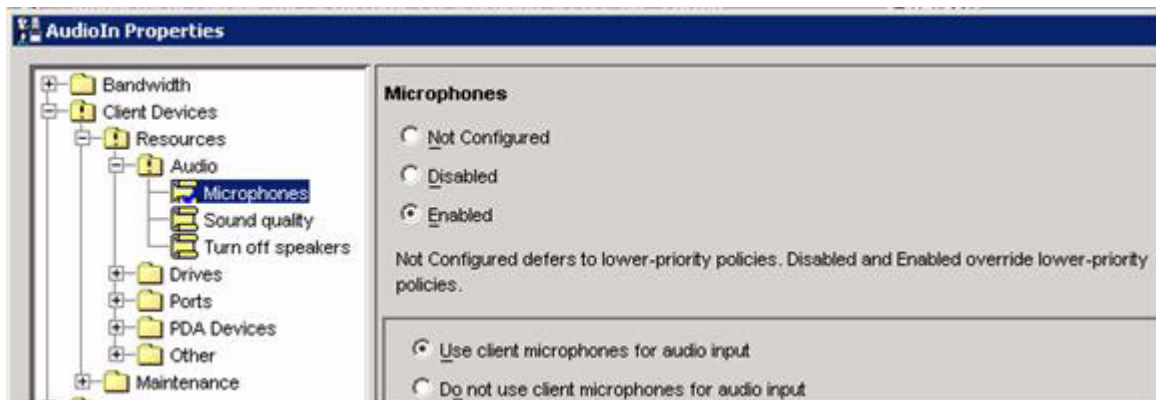 AudioIn Properties
Bandwidth
Client Devices
Resources
Audio
Microphones
Sound quality
Turn off speakers
Drives
Ports
PDA Devices
Other
Maintenance
Microphones
Not Configured
Disabled
Enabled
Not Configured defers to lower-priority policies. Disabled and Enabled override lower-priority
policies.
Use client microphones for audio input
Do not use client microphones for audio input